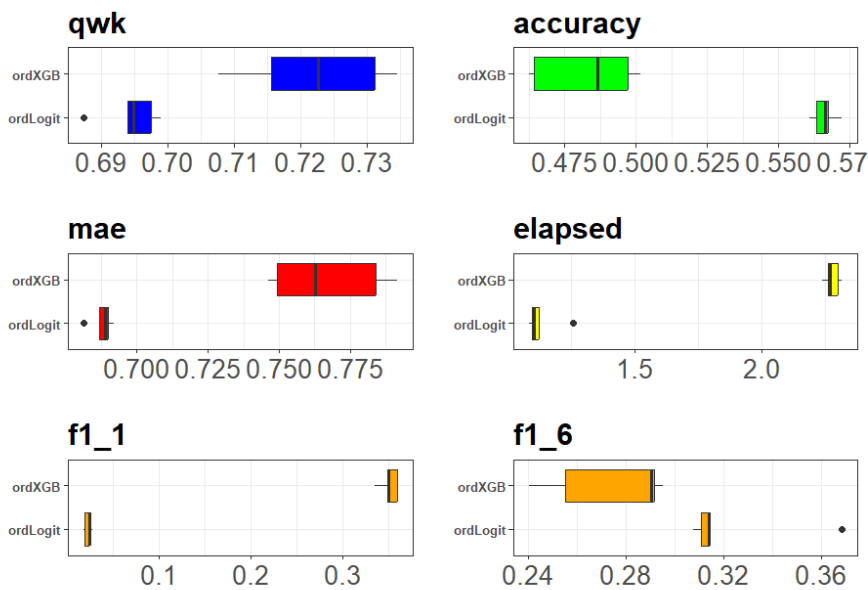 qwk
ordXGB
ordLogit
0.69 0.70 0.71 0.72 0.73
accuracy
ordXGB
ordLogit
0.475 0.500 0.525 0.550 0.57
mae
ordXGB
ordLogit
0.700 0.725 0.750 0.775
elapsed
ordXGB
ordLogit
1.5 2.0
f1_1
ordXGB
ordLogit
0.1 0.2 0.3
f1_6
ordXGB
ordLogit
0.24 0.28 0.32 0.36